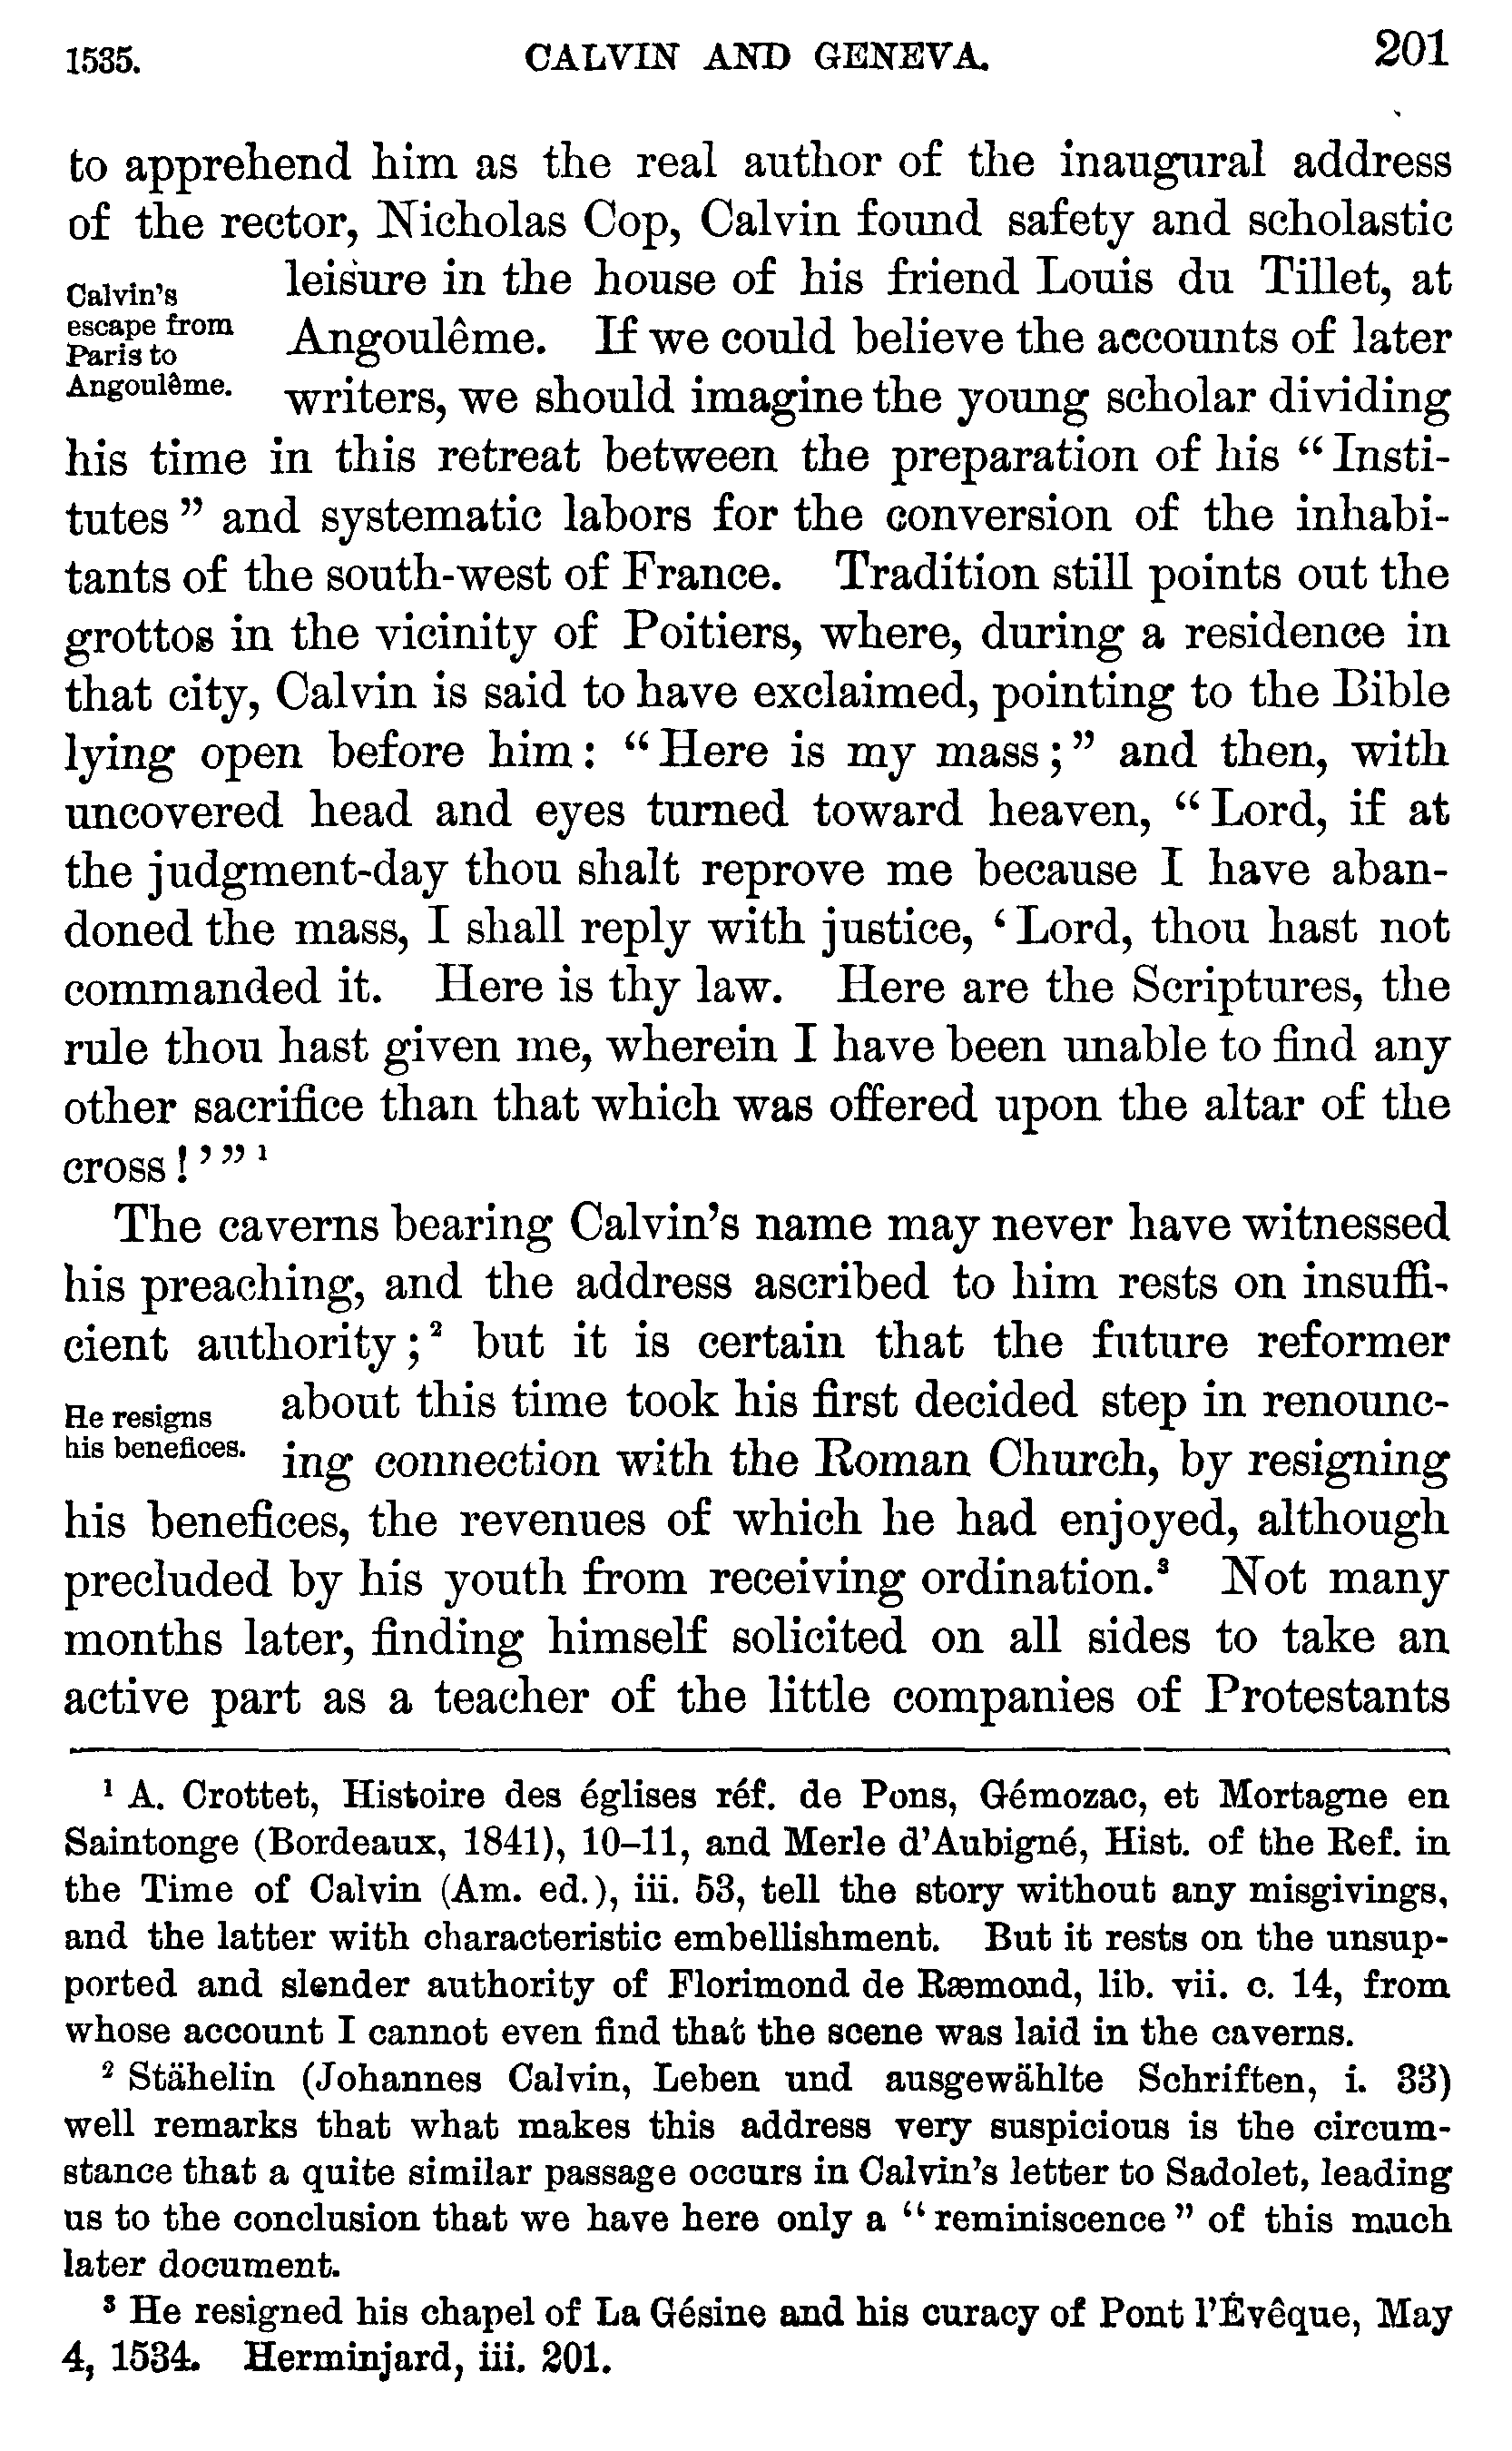 1535. CALVIN AND GENEVA. 201
to apprehend him as the real author of the inaugural address
of the rector, Nicholas Cop, Calvin found safety and scholastic
Calvin's
escape from
Paris to
Angoulême.
leisure in the house of his friend Louis du Tillet, at
Angoulême. If we could believe the accounts of later
writers, we should imagine the young scholar dividing
his time in this retreat between the preparation of his “Insti-
tutes” and systematic labors for the conversion of the inhabi-
tants of the south-west of France. Tradition still points out the
grottos in the vicinity of Poitiers, where, during a residence in
that city, Calvin is said to have exclaimed, pointing to the Bible
lying open before him: “Here is my mass;” and then, with
uncovered head and eyes turned toward heaven, “Lord, if at
the judgment-day thou shalt reprove me because I have aban-
doned the mass, I shall reply with justice, ‘Lord, thou hast not
commanded it. Here is thy law. Here are the Scriptures, the
rule thou hast given me, wherein I have been unable to find any
other sacrifice than that which was offered upon the altar of the
cross!’” ¹
The caverns bearing Calvin's name may never have witnessed
his preaching, and the address ascribed to him rests on insuffi-
cient authority;² but it is certain that the future reformer
He resigns
his benefices.
about this time took his first decided step in renounc-
ing connection with the Roman Church, by resigning
his benefices, the revenues of which he had enjoyed, although
precluded by his youth from receiving ordination.³ Not many
months later, finding himself solicited on all sides to take an
active part as a teacher of the little companies of Protestants
¹ A. Crottet, Histoire des églises réf. de Pons, Gémozac, et Mortagne en
Saintonge (Bordeaux, 1841), 10–11, and Merle d'Aubigné, Hist. of the Ref. in
the Time of Calvin (Am. ed.), iii. 53, tell the story without any misgivings,
and the latter with characteristic embellishment. But it rests on the unsup-
ported and slender authority of Florimond de Ræmond, lib. vii. c. 14, from
whose account I cannot even find that the scene was laid in the caverns.
² Stähelin (Johannes Calvin, Leben und ausgewählte Schriften, i. 33)
well remarks that what makes this address very suspicious is the circum-
stance that a quite similar passage occurs in Calvin's letter to Sadolet, leading
us to the conclusion that we have here only a “reminiscence” of this much
later document.
³ He resigned his chapel of La Gésine and his curacy of Pont l'Évêque, May
4, 1534. Herminjard, iii. 201.